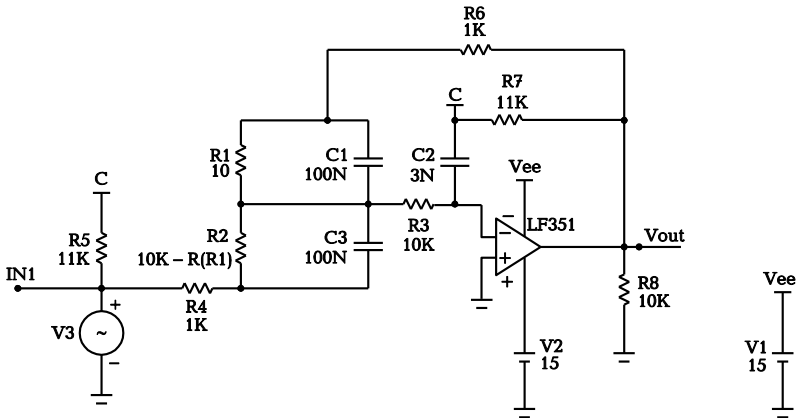 R6
1K
R7
11K
C
R1
10
C1
100N
C2
3N
Vee
C
LF351
R2
10K – R(R1)
C3
100N
R3
10K
R5
11K
Vout
IN1
R4
1K
R8
10K
Vee
+
V3
~
–
–
–
+
+
V2
15
V1
15